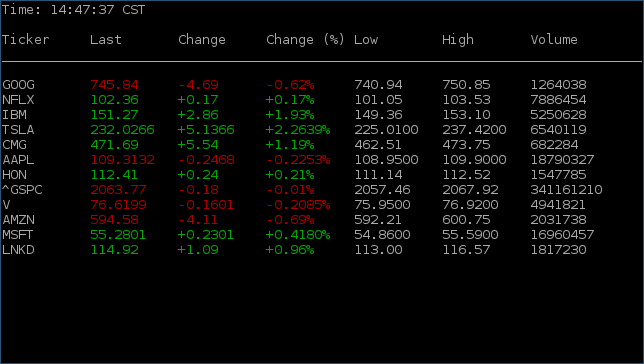 Time: 14:47:37 CST
Ticker Last Change Change (%) Low High Volume
GOOG 745.84 -4.69 -0.62% 740.94 750.85 1264038
NFLX 102.36 +0.17 +0.17% 101.05 103.53 7886454
IBM 151.27 +2.86 +1.93% 149.36 153.10 5250628
TSLA 232.0266 +5.1366 +2.2639% 225.0100 237.4200 6540119
CMG 471.69 +5.54 +1.19% 462.51 473.75 682284
AAPL 109.3132 -0.2468 -0.2253% 108.9500 109.9000 18790327
HON 112.41 +0.24 +0.21% 111.14 112.52 1547785
^GSPC 2063.77 -0.18 -0.01% 2057.46 2067.92 341161210
V 76.6199 -0.1601 -0.2085% 75.9500 76.9200 4941821
AMZN 594.58 -4.11 -0.69% 592.21 600.75 2031738
MSFT 55.2801 +0.2301 +0.4180% 54.8600 55.5900 16960457
LNKD 114.92 +1.09 +0.96% 113.00 116.57 1817230